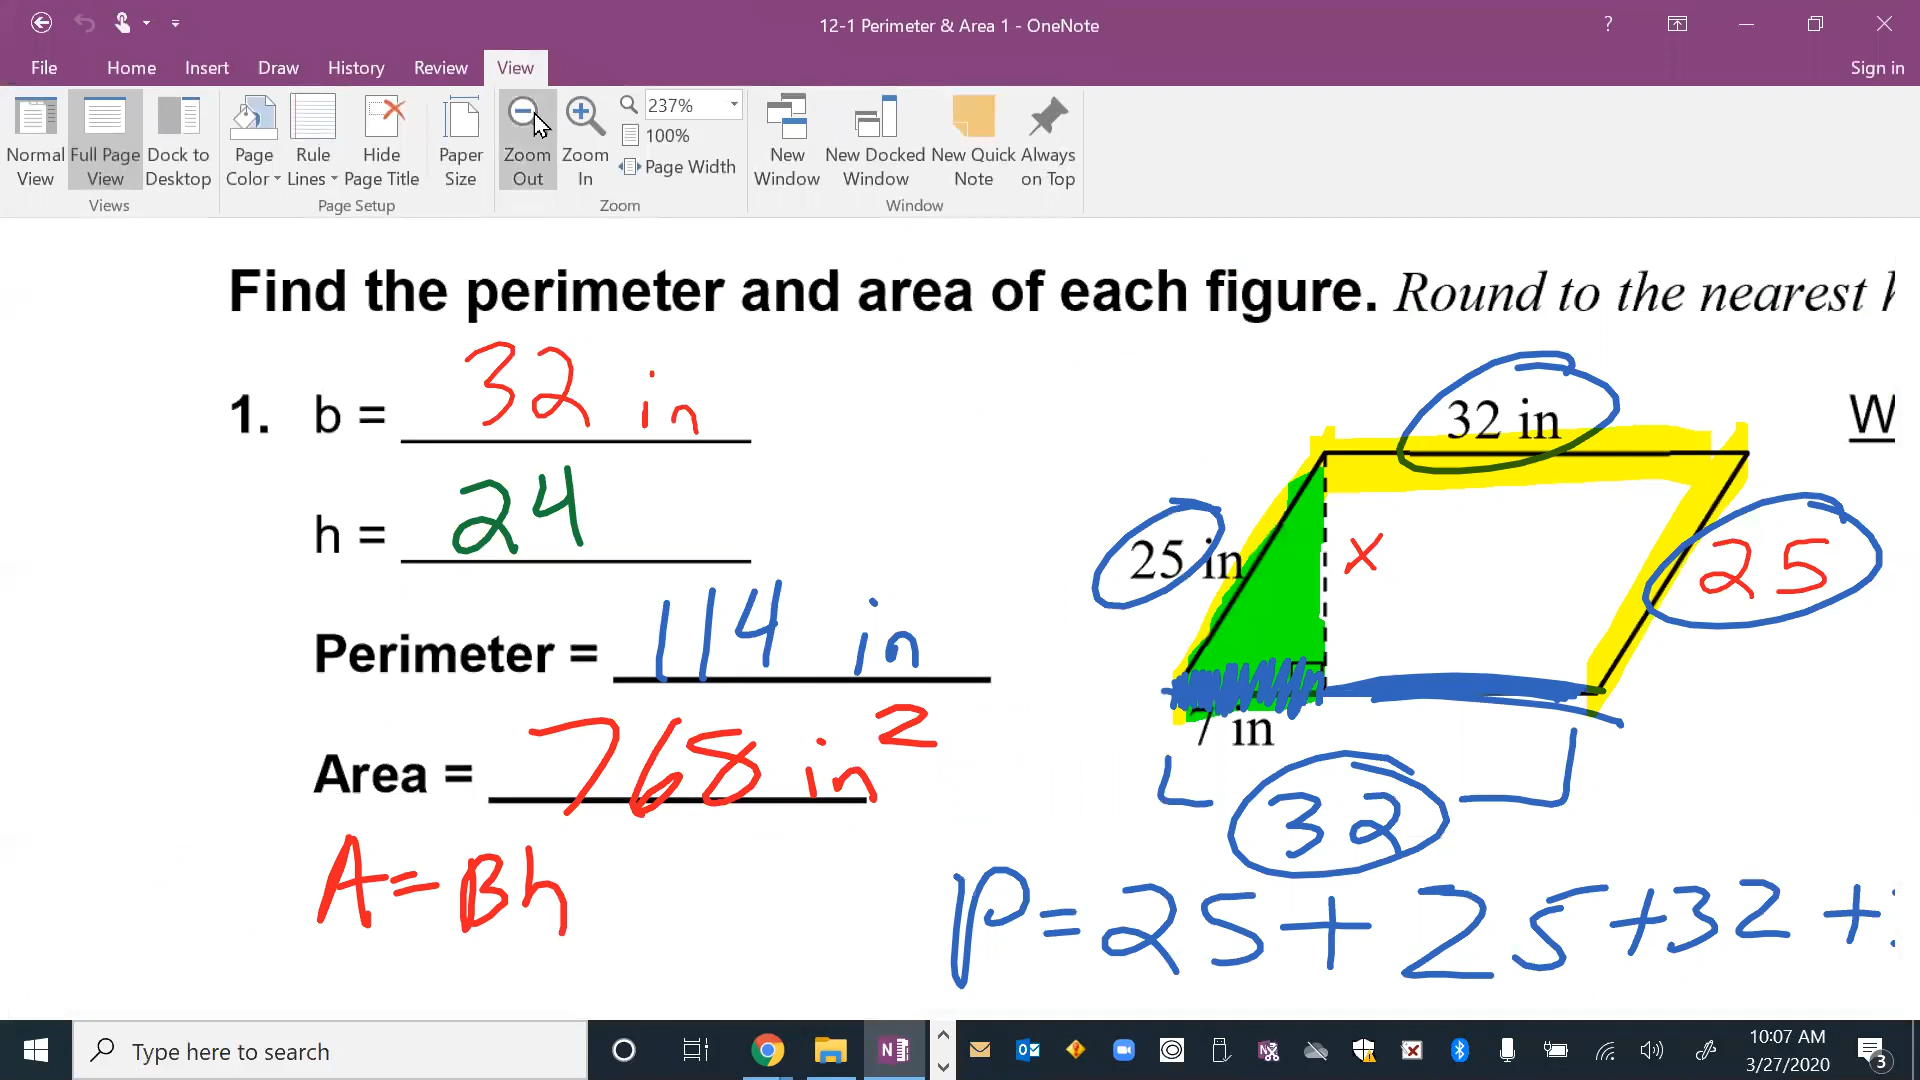 12-1 Perimeter & Area 1 - OneNote
?
File Home Insert Draw History Review View Sign in
Normal View
Full Page View
Dock to Desktop
Page Color
Rule Lines
Hide Page Title
Paper Size
Zoom Out
Zoom In
237%
100%
Page Width
New Window
New Docked Window
New Quick Note
Always on Top
Views Page Setup Zoom Window
Find the perimeter and area of each figure. Round to the nearest
1. b = 32 in
h = 24
Perimeter = 114 in
Area = 768 in²
A = Bh
32 in
W
25 in
x
25
7 in
32
P = 25 + 25 + 32 +
Type here to search
10:07 AM
3/27/2020
3